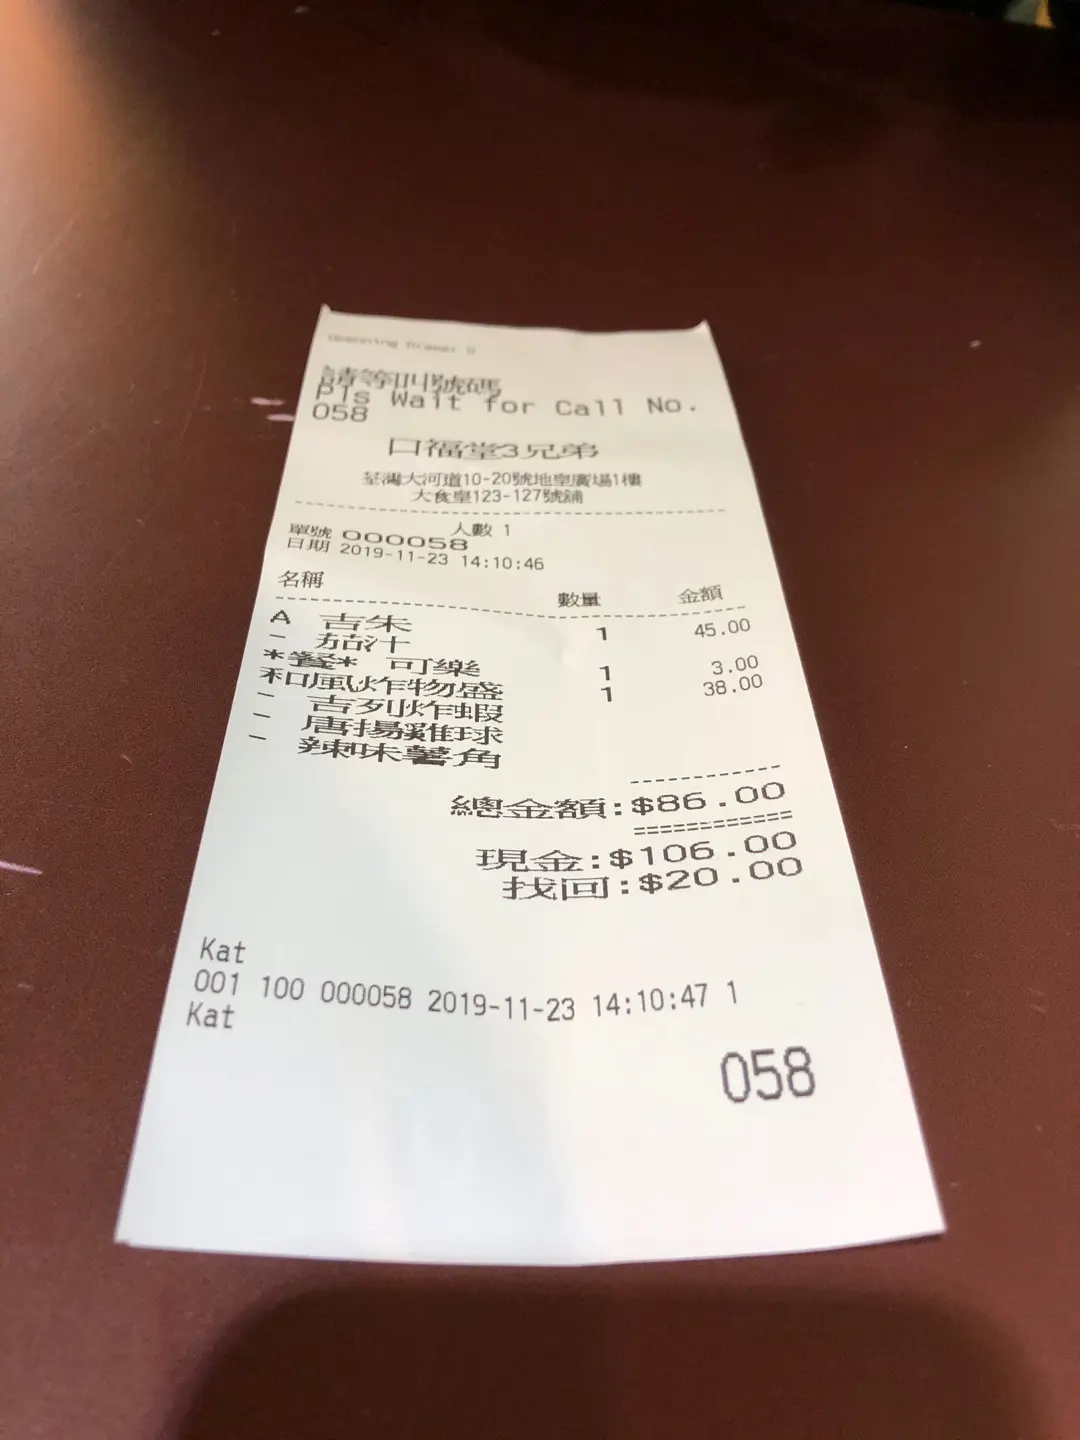 Openning Drawer 0
請等叫號碼
Pls Wait for Call No.
058
口福堂3兄弟
荃灣大河道10-20號地皇廣場1樓
大食皇123-127號舖
人數 1
單號 000058
日期 2019-11-23 14:10:46
名稱 數量 金額
A 吉朱 1 45.00
- 茄汁
*餐* 可樂 1 3.00
和風炸物盛 1 38.00
- 吉列炸蝦
- 唐揚雞球
- 辣味薯角
總金額:$86.00
現金:$106.00
找回:$20.00
Kat
001 100 000058 2019-11-23 14:10:47 1
Kat
058